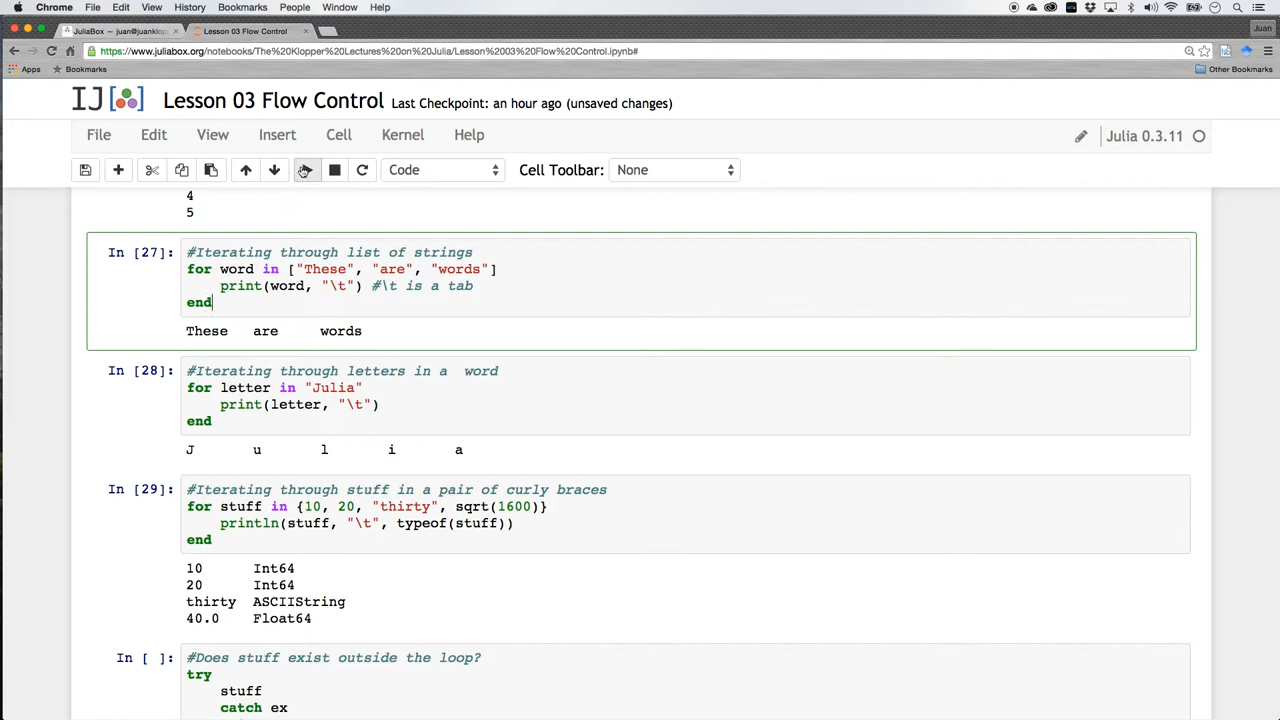 Chrome File Edit View History Bookmarks People Window Help
JuliaBox — juan@juanklop × Lesson 03 Flow Control × Juan
https://www.juliabox.org/notebooks/The%20Klopper%20Lectures%20on%20Julia/Lesson%2003%20Flow%20Control.ipynb#
Apps Bookmarks Other Bookmarks
IJ[ ] Lesson 03 Flow Control Last Checkpoint: an hour ago (unsaved changes)
File Edit View Insert Cell Kernel Help Julia 0.3.11
Code Cell Toolbar: None
4
5
In [27]: #Iterating through list of strings
for word in ["These", "are", "words"]
print(word, "\t") #\t is a tab
end
These are words
In [28]: #Iterating through letters in a word
for letter in "Julia"
print(letter, "\t")
end
J u l i a
In [29]: #Iterating through stuff in a pair of curly braces
for stuff in {10, 20, "thirty", sqrt(1600)}
println(stuff, "\t", typeof(stuff))
end
10 Int64
20 Int64
thirty ASCIIString
40.0 Float64
In [ ]: #Does stuff exist outside the loop?
try
stuff
catch ex